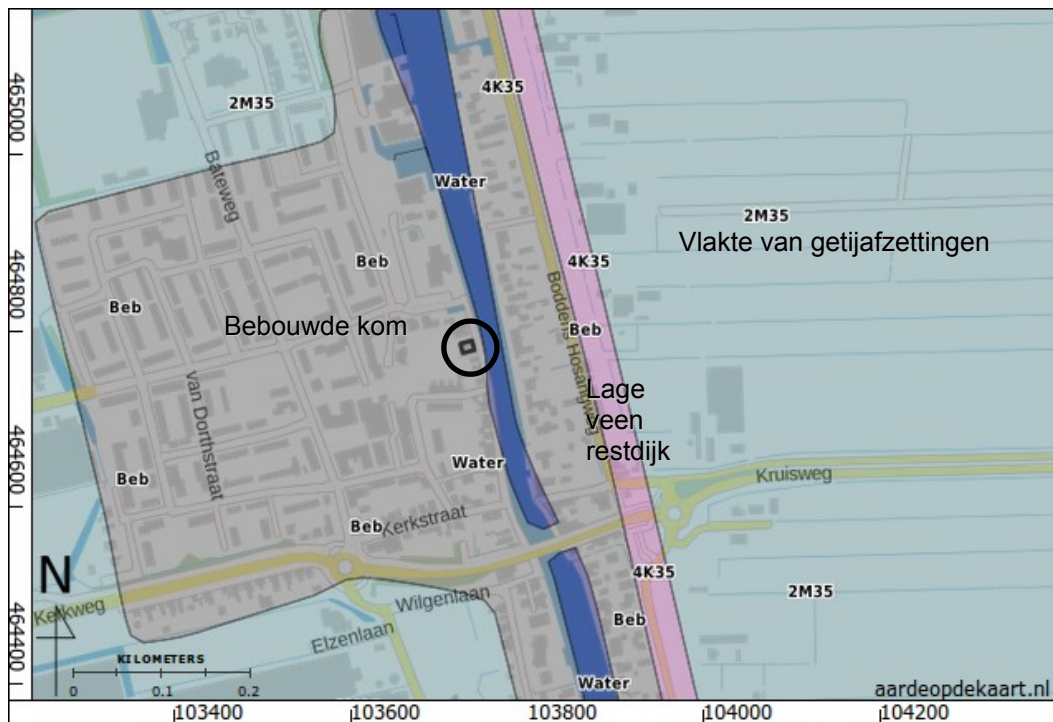 465000
464800
464600
464400
4K35
2M35
Bateweg
Water
2M35
Vlakte van getijafzettingen
Beb
4K35
Boddens Hosangweg
Beb
Bebouwde kom
Beb
Lage
veen
restdijk
van Dorthstraat
Water
Kruisweg
Beb
Beb
Kerkstraat
4K35
2M35
N
Kerkweg
Wilgenlaan
Beb
Elzenlaan
KILOMETERS
0 0.1 0.2
Water
aardeopdekaart.nl
103400 103600 103800 104000 104200